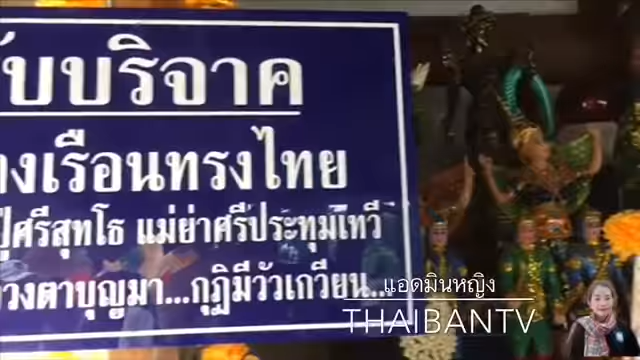 รับบริจาค
างเรือนทรงไทย
ปู่ศรีสุทโธ แม่ย่าศรีประทุมเทวี
วงตาบุญมา...กุฏิมีวัวเกวียน..
แอดมินหญิง
THAIBANTV